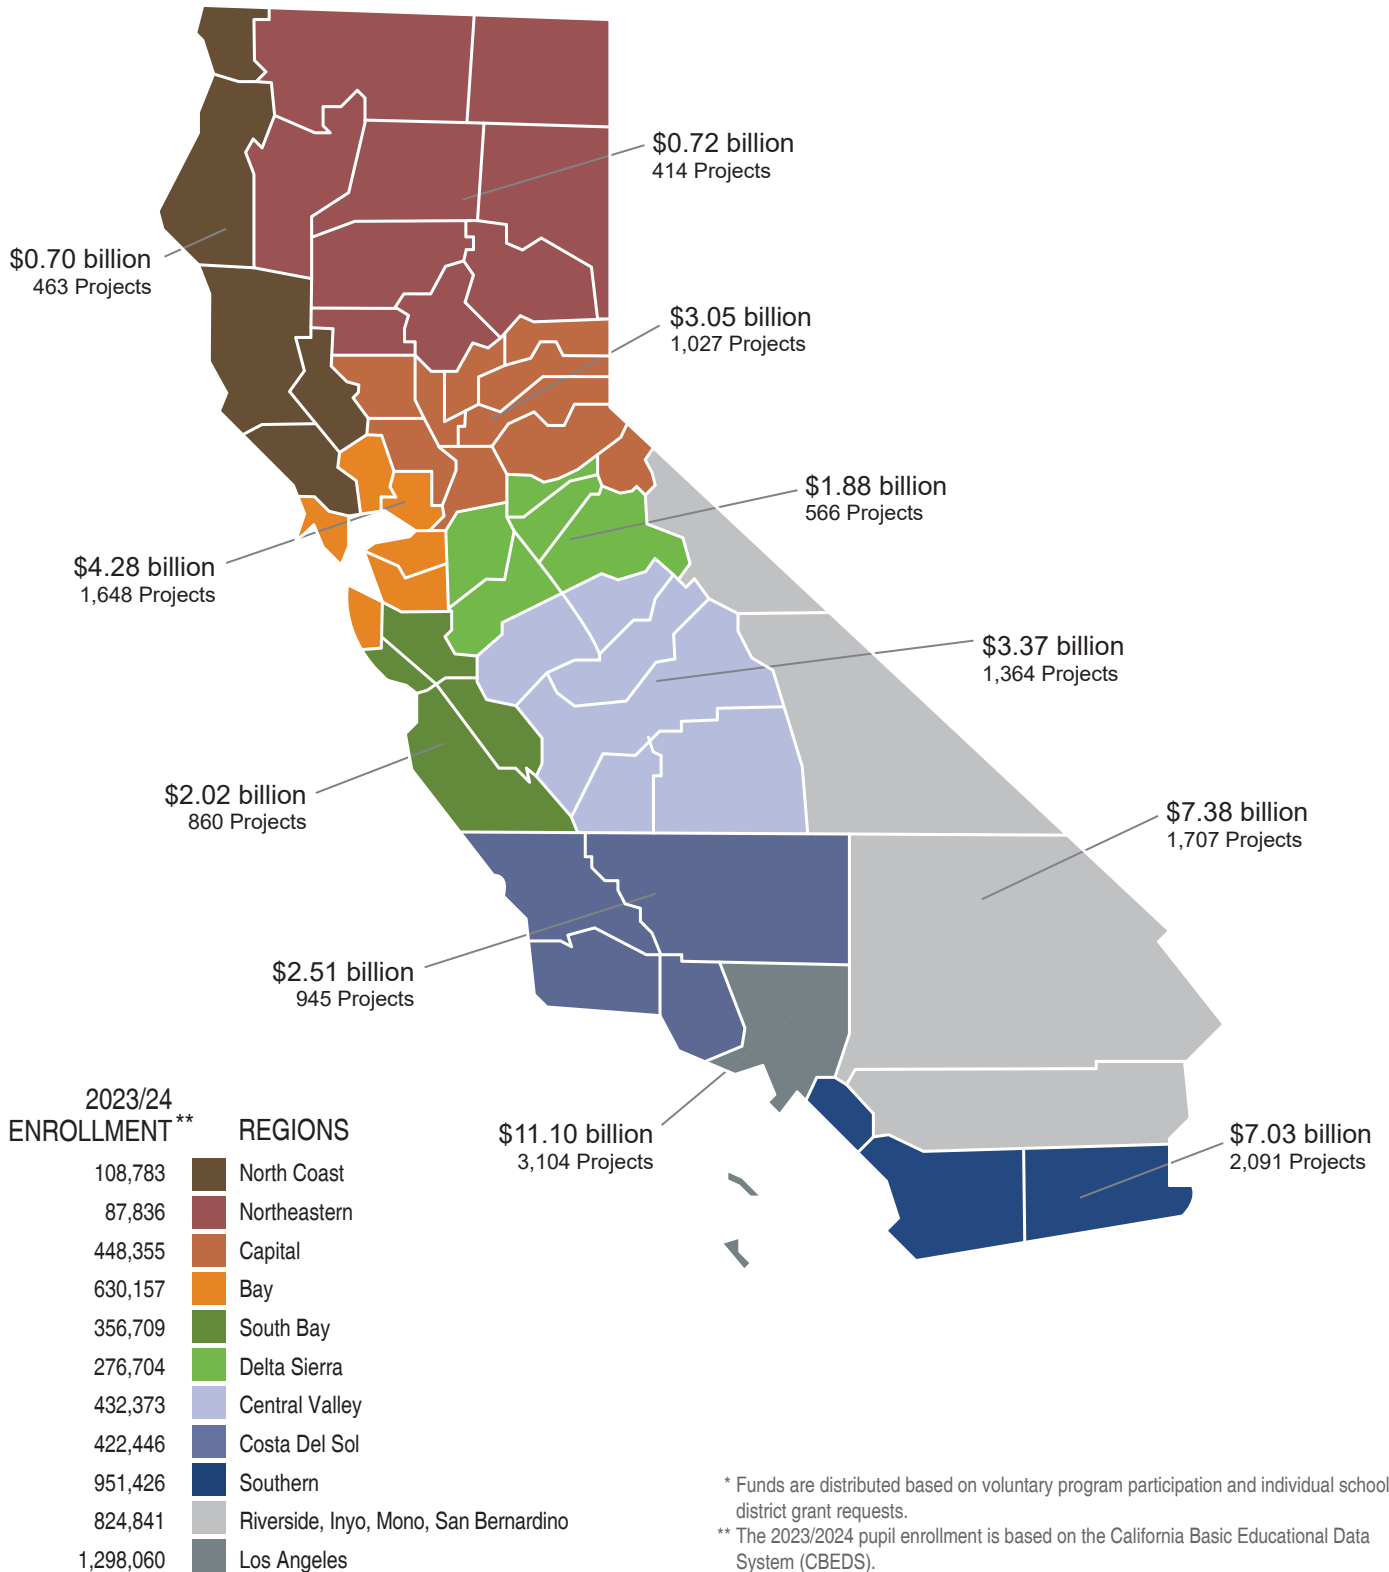 $0.72 billion
414 Projects
$0.70 billion
463 Projects
$3.05 billion
1,027 Projects
$1.88 billion
566 Projects
$4.28 billion
1,648 Projects
$3.37 billion
1,364 Projects
$2.02 billion
860 Projects
$7.38 billion
1,707 Projects
$2.51 billion
945 Projects
$11.10 billion
3,104 Projects
$7.03 billion
2,091 Projects
2023/24
ENROLLMENT** REGIONS
108,783 North Coast
87,836 Northeastern
448,355 Capital
630,157 Bay
356,709 South Bay
276,704 Delta Sierra
432,373 Central Valley
422,446 Costa Del Sol
951,426 Southern
824,841 Riverside, Inyo, Mono, San Bernardino
1,298,060 Los Angeles
* Funds are distributed based on voluntary program participation and individual school
district grant requests.
** The 2023/2024 pupil enrollment is based on the California Basic Educational Data
System (CBEDS).